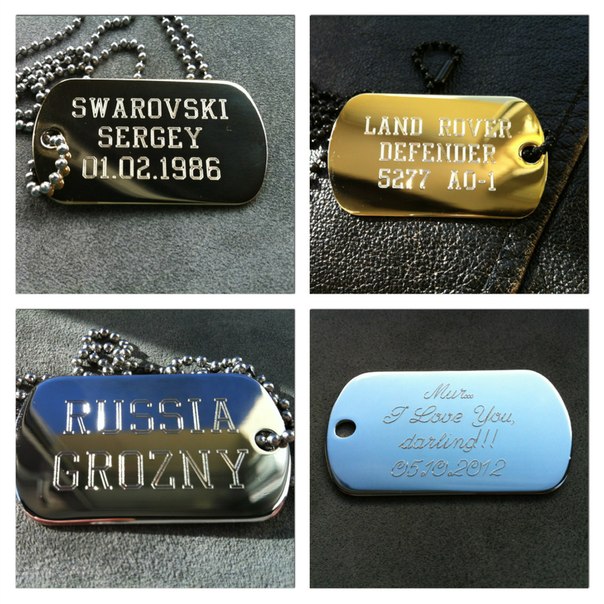 SWAROVSKI
SERGEY
01.02.1986
LAND ROVER
DEFENDER
5277 AO-1
RUSSIA
GROZNY
Mur...
I Love You,
darling!!!
05.10.2012